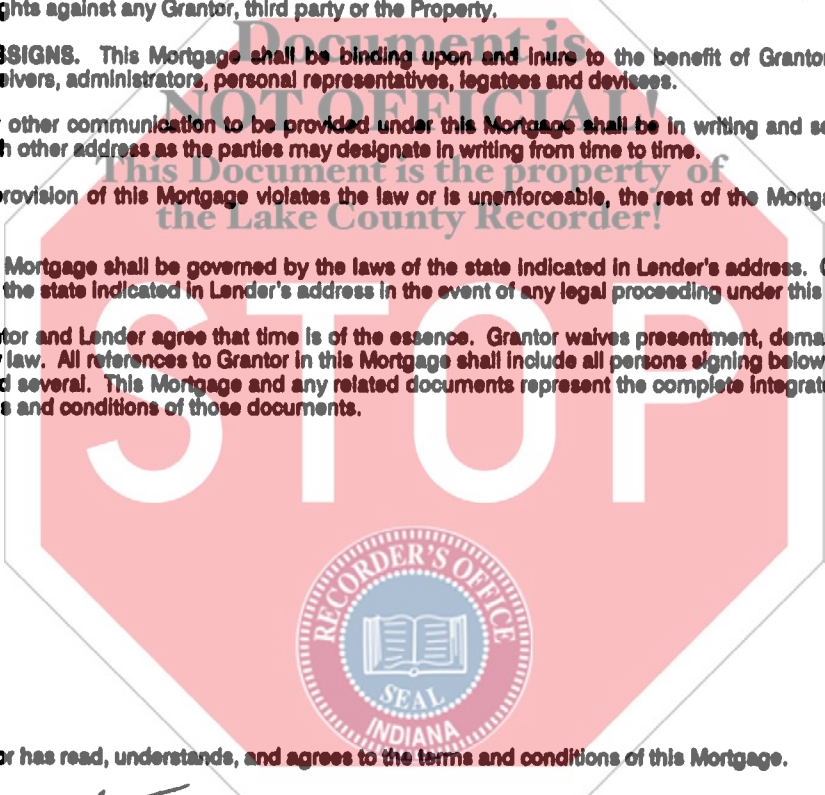 ghts against any Grantor, third party or the Property.
Document is
SSIGNS. This Mortgage shall be binding upon and inure to the benefit of Grantor
eivers, administrators, personal representatives, legatees and devisees.
NOT OFFICIAL!
other communication to be provided under this Mortgage shall be in writing and se
h other address as the parties may designate in writing from time to time.
This Document is the property of
rovision of this Mortgage violates the law or is unenforceable, the rest of the Mortga
the Lake County Recorder!
Mortgage shall be governed by the laws of the state indicated in Lender's address. G
the state indicated in Lender's address in the event of any legal proceeding under this
tor and Lender agree that time is of the essence. Grantor waives presentment, dema
law. All references to Grantor in this Mortgage shall include all persons signing below
d several. This Mortgage and any related documents represent the complete integrate
s and conditions of those documents.
STOP
RECORDER'S OFFICE
SEAL
INDIANA
or has read, understands, and agrees to the terms and conditions of this Mortgage.